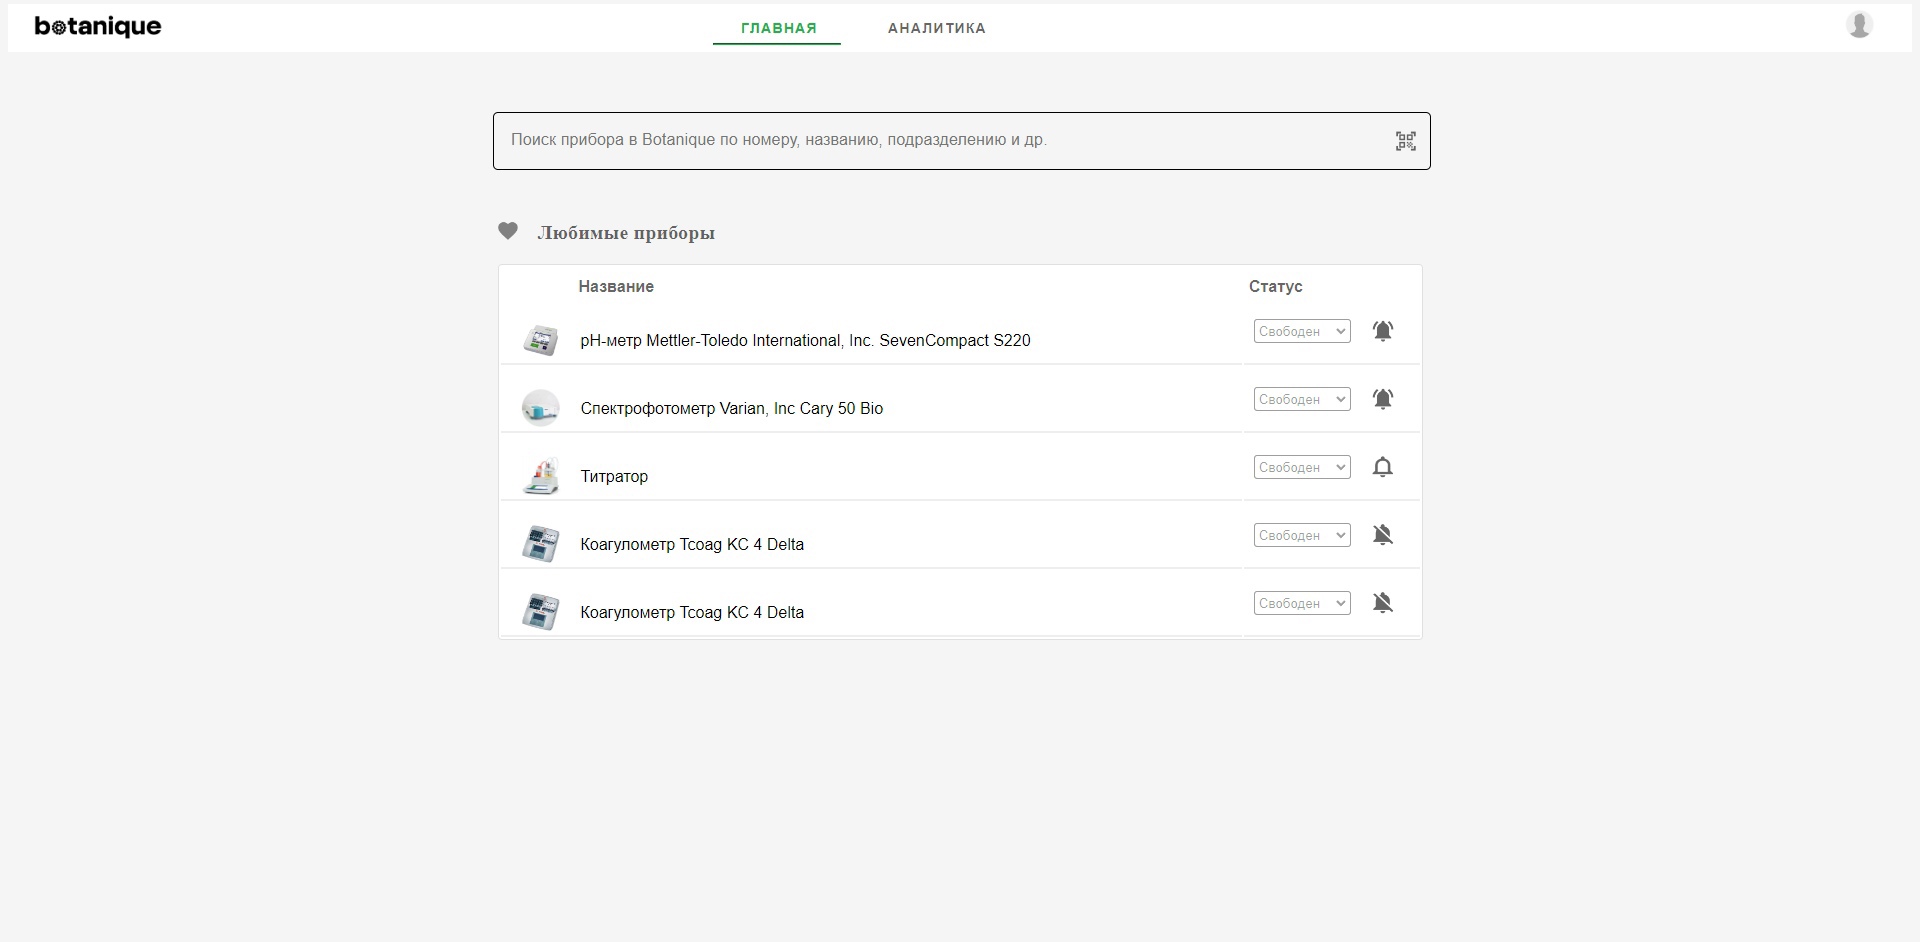 botanique
ГЛАВНАЯ АНАЛИТИКА
Поиск прибора в Botanique по номеру, названию, подразделению и др.
Любимые приборы
Название Статус
pH-метр Mettler-Toledo International, Inc. SevenCompact S220 Свободен
Спектрофотометр Varian, Inc Cary 50 Bio Свободен
Титратор Свободен
Коагулометр Tcoag KC 4 Delta Свободен
Коагулометр Tcoag KC 4 Delta Свободен